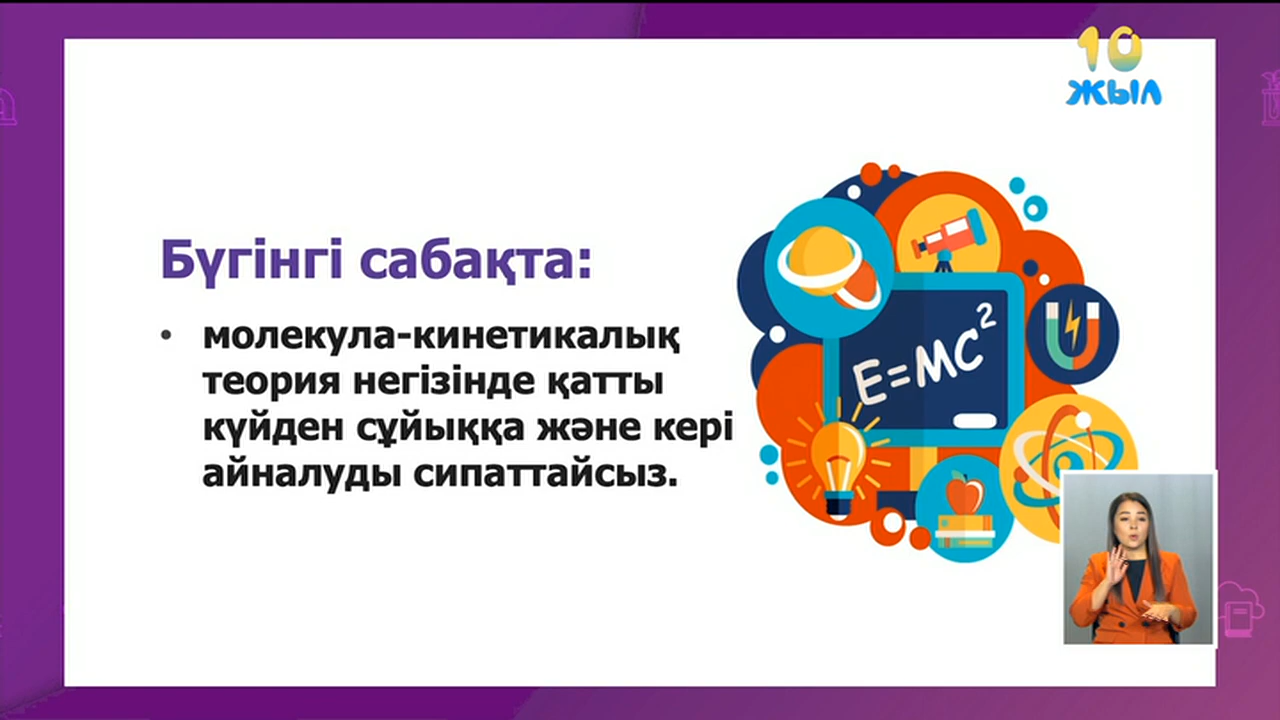 10
ЖЫЛ
Бүгінгі сабақта:
• молекула-кинетикалық
теория негізінде қатты
күйден сұйыққа және кері
айналуды сипаттайсыз.
E=MC²